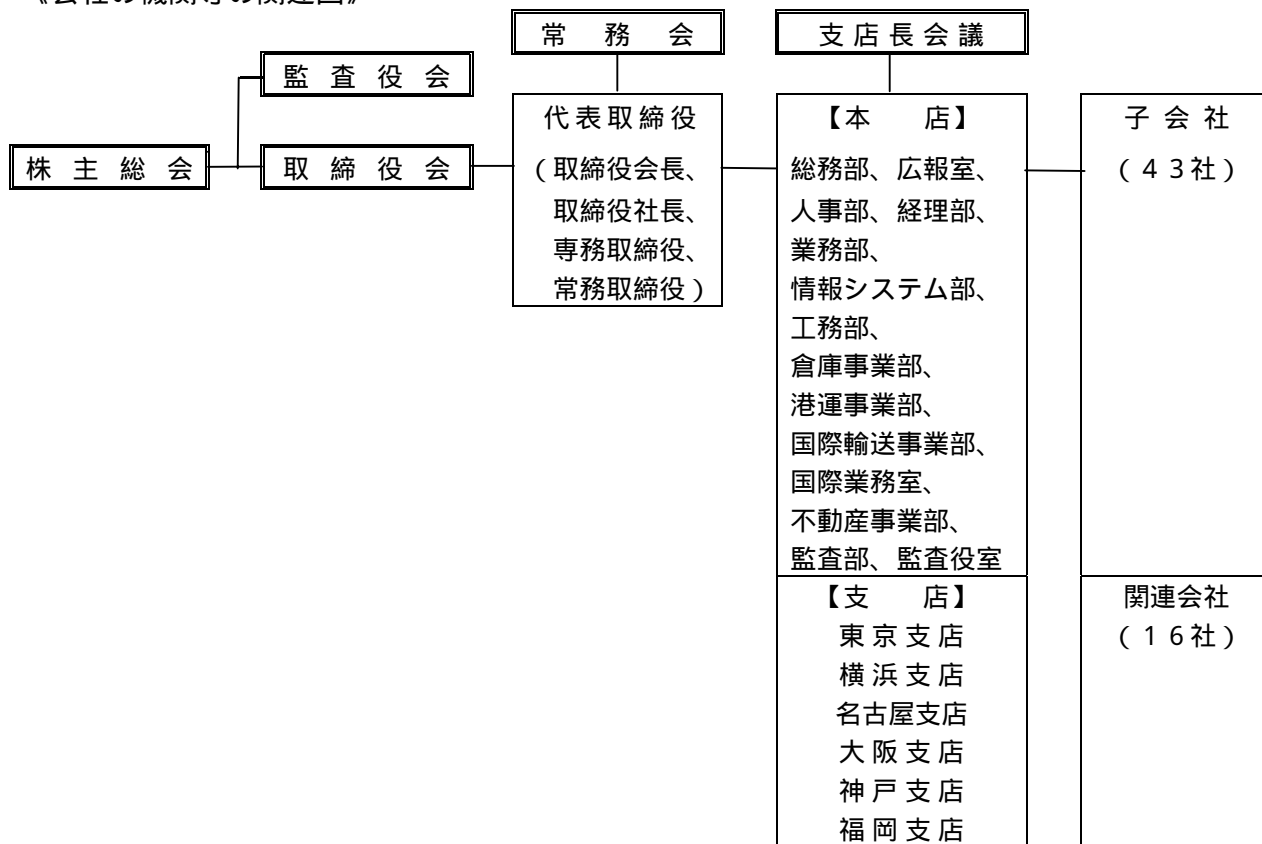 《会社の機関等の関連図》
常務会
支店長会議
監査役会
株主総会
取締役会
代表取締役
(取締役会長、
取締役社長、
専務取締役、
常務取締役)
【本 店】
総務部、広報室、
人事部、経理部、
業務部、
情報システム部、
工務部、
倉庫事業部、
港運事業部、
国際輸送事業部、
国際業務室、
不動産事業部、
監査部、監査役室
【支 店】
東京支店
横浜支店
名古屋支店
大阪支店
神戸支店
福岡支店
子会社
(43社)
関連会社
(16社)